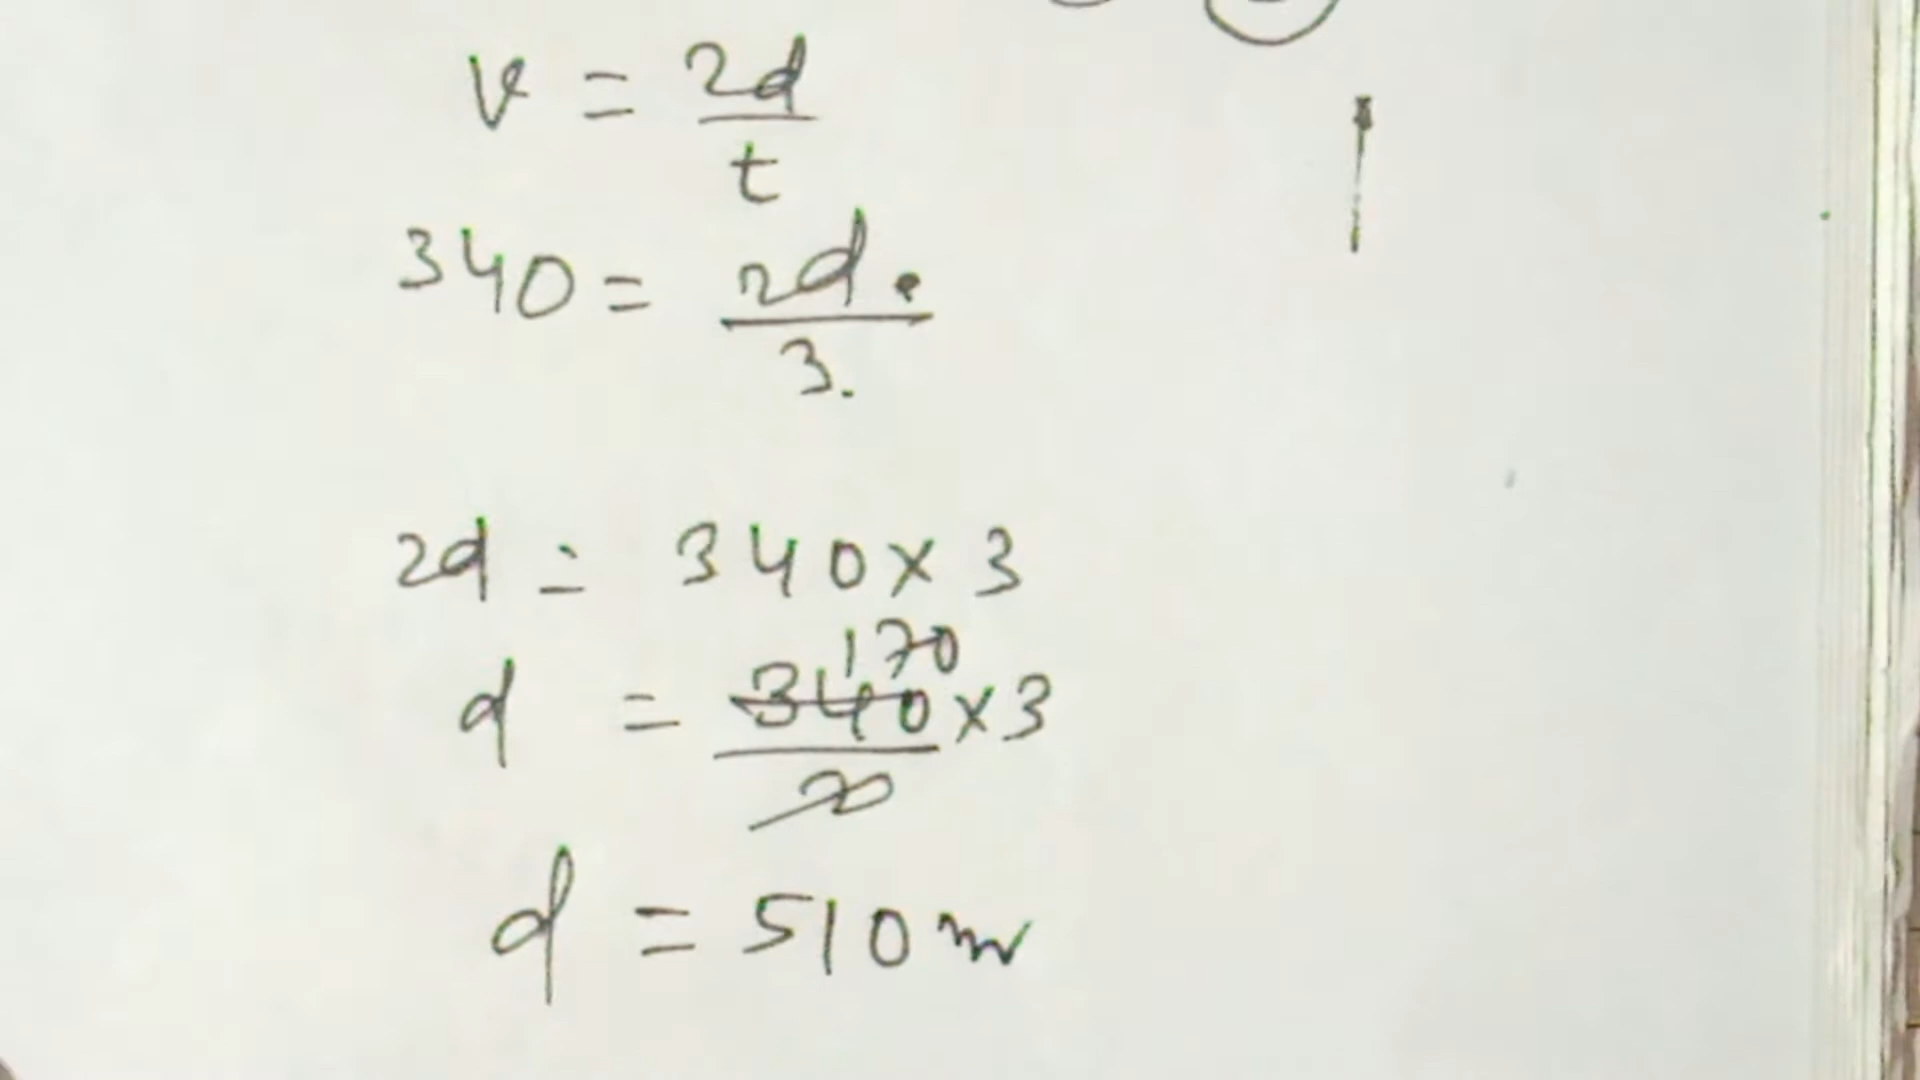 v = 2d/t
340 = 2d/3.
2d = 340 x 3
170
d = 340/2 x 3
d = 510 m